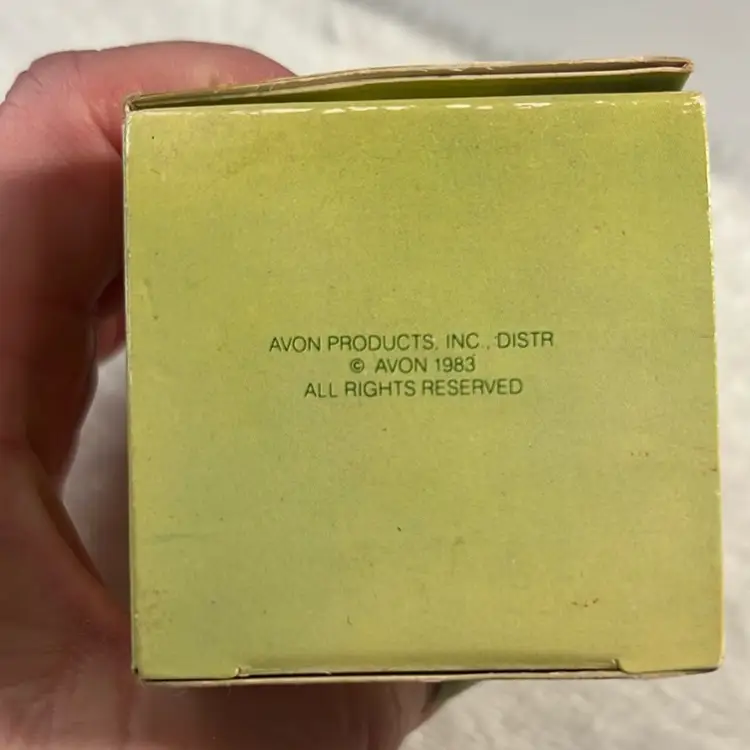 AVON PRODUCTS, INC., DISTR
© AVON 1983
ALL RIGHTS RESERVED